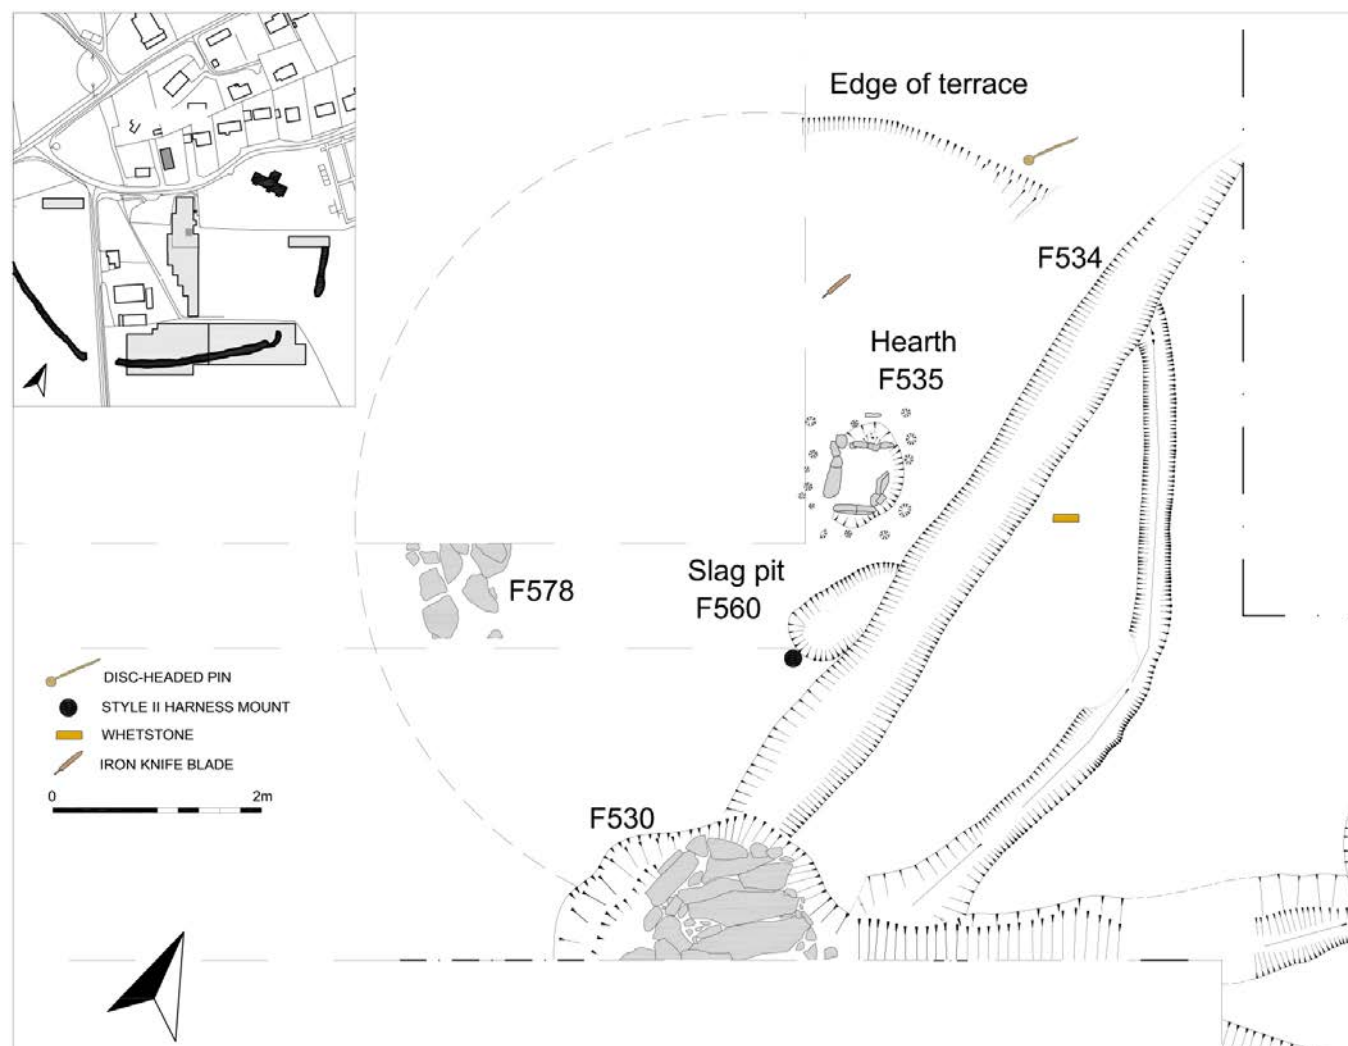 Edge of terrace
F534
Hearth
F535
Slag pit
F560
F578
DISC-HEADED PIN
STYLE II HARNESS MOUNT
WHETSTONE
IRON KNIFE BLADE
0 2m
F530